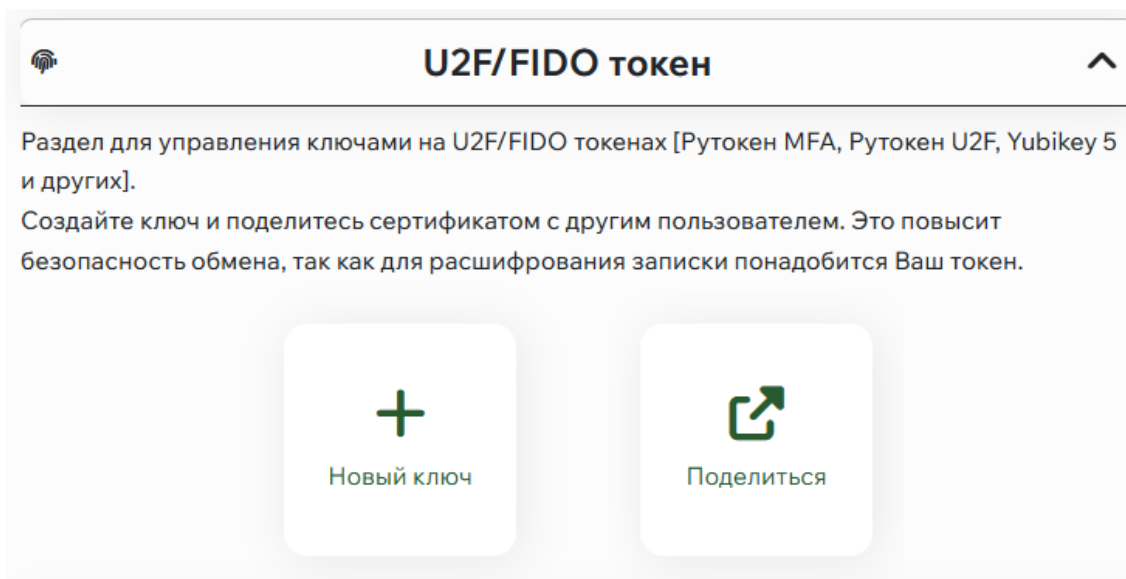 U2F/FIDO токен
Раздел для управления ключами на U2F/FIDO токенах [Рутокен MFA, Рутокен U2F, Yubikey 5
и других].
Создайте ключ и поделитесь сертификатом с другим пользователем. Это повысит
безопасность обмена, так как для расшифрования записки понадобится Ваш токен.
Новый ключ
Поделиться